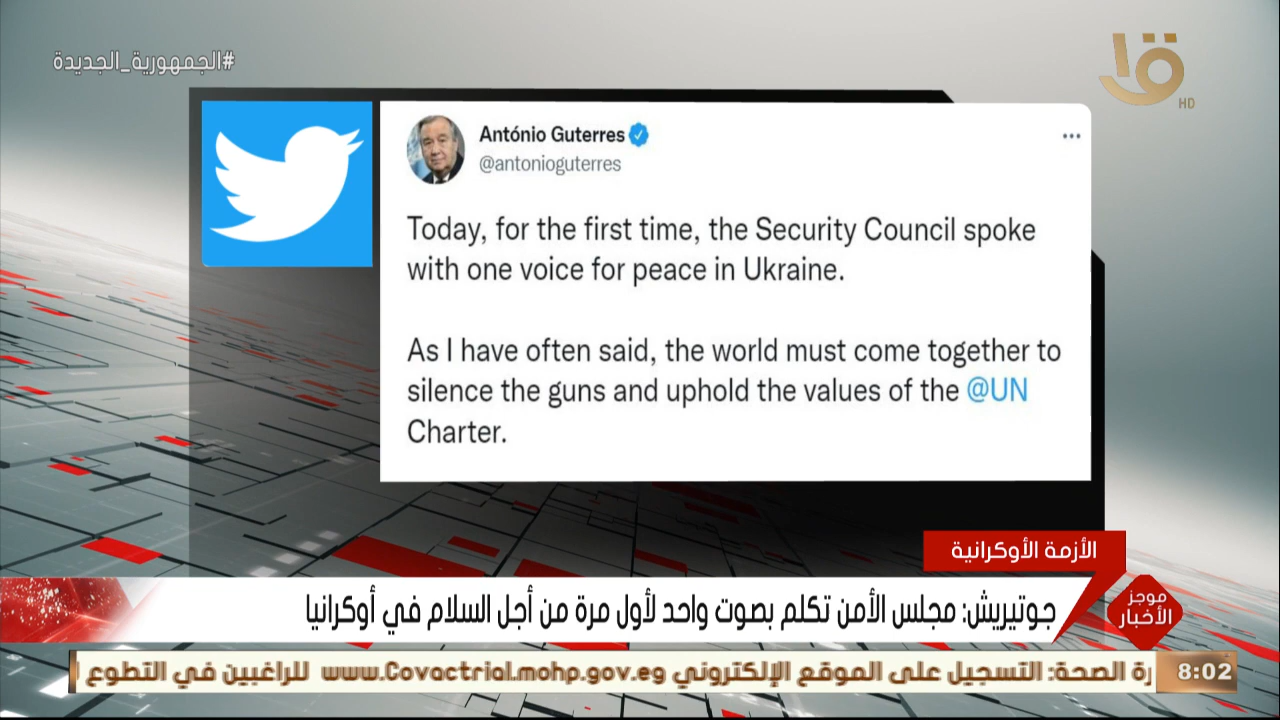 #الجمهورية_الجديدة
HD
António Guterres
@antonioguterres
Today, for the first time, the Security Council spoke
with one voice for peace in Ukraine.
As I have often said, the world must come together to
silence the guns and uphold the values of the @UN
Charter.
الأزمة الأوكرانية
موجز
الأخبار
جوتيريش: مجلس الأمن تكلم بصوت واحد لأول مرة من أجل السلام في أوكرانيا
8:02
رة الصحة: التسجيل على الموقع الإلكتروني www.Covactrial.mohp.gov.eg للراغبين في التطوع